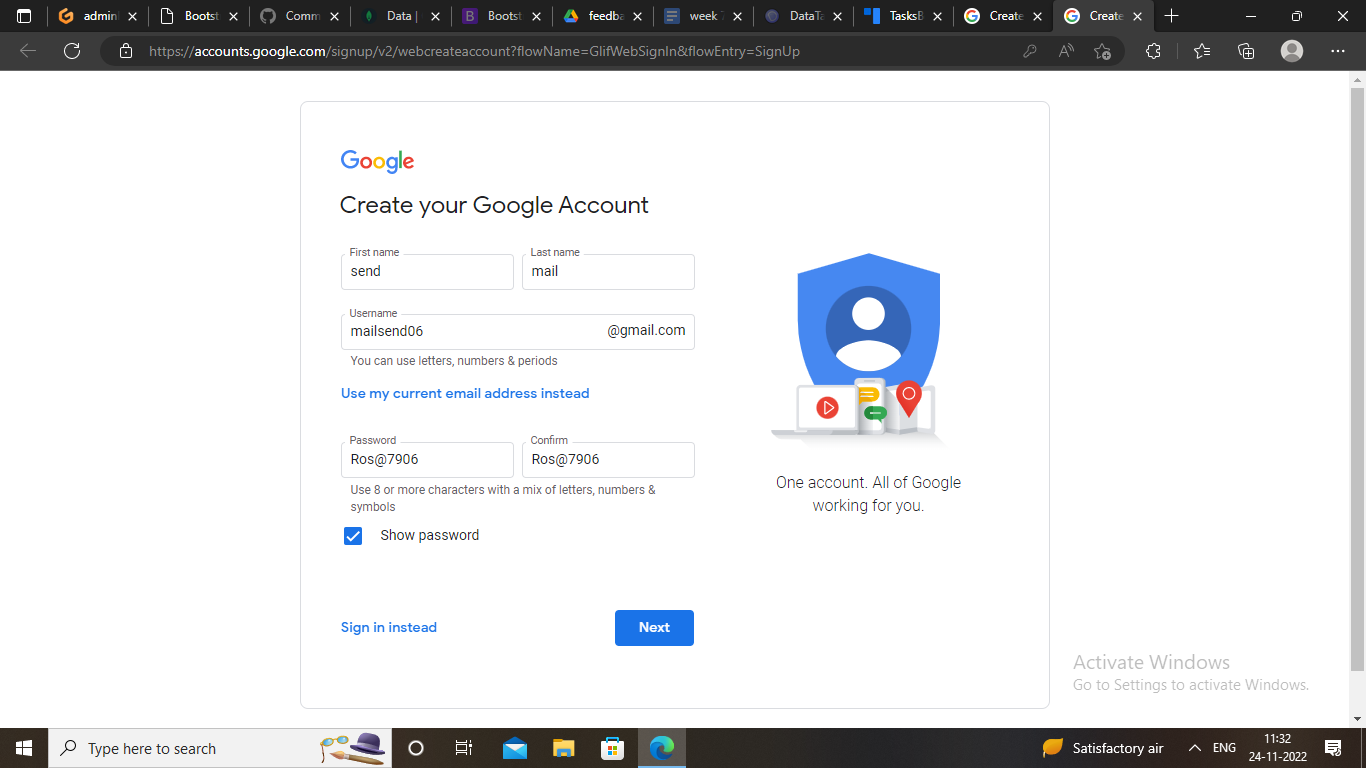 admin
Bootst
Comm
Data |
Bootst
feedba
week 7
DataTa
TasksB
Create
Create
https://accounts.google.com/signup/v2/webcreateaccount?flowName=GlifWebSignIn&flowEntry=SignUp
Google
Create your Google Account
First name
Last name
send
mail
Username
mailsend06
@gmail.com
You can use letters, numbers & periods
Use my current email address instead
Password
Confirm
Ros@7906
Ros@7906
Use 8 or more characters with a mix of letters, numbers &
symbols
Show password
One account. All of Google
working for you.
Sign in instead
Next
Activate Windows
Go to Settings to activate Windows.
Type here to search
Satisfactory air
ENG
11:32
24-11-2022